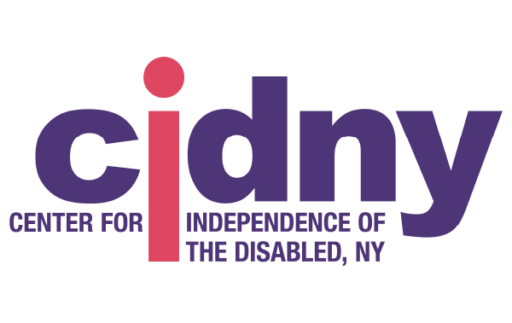 cidny
CENTER FOR INDEPENDENCE OF
THE DISABLED, NY